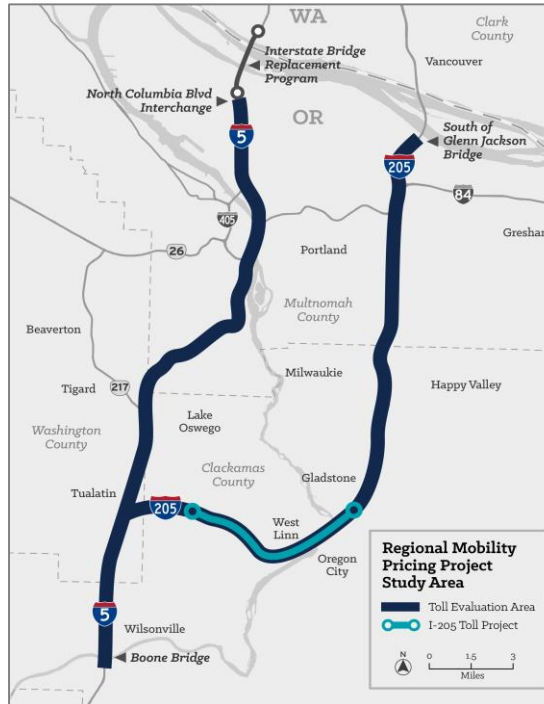 WA
Clark
County
Interstate Bridge
Replacement
Program
Vancouver
North Columbia Blvd
Interchange
OR
5
South of
Glenn Jackson
Bridge
205
84
405
Gresha
26
Portland
Multnomah
County
Beaverton
Milwaukie
Happy Valley
Tigard
217
Lake
Oswego
Washington
County
Clackamas
County
Gladstone
Tualatin
205
West
Linn
Oregon
City
5
Wilsonville
Boone Bridge
Regional Mobility
Pricing Project
Study Area
Toll Evaluation Area
I-205 Toll Project
N
0 1.5 3
Miles